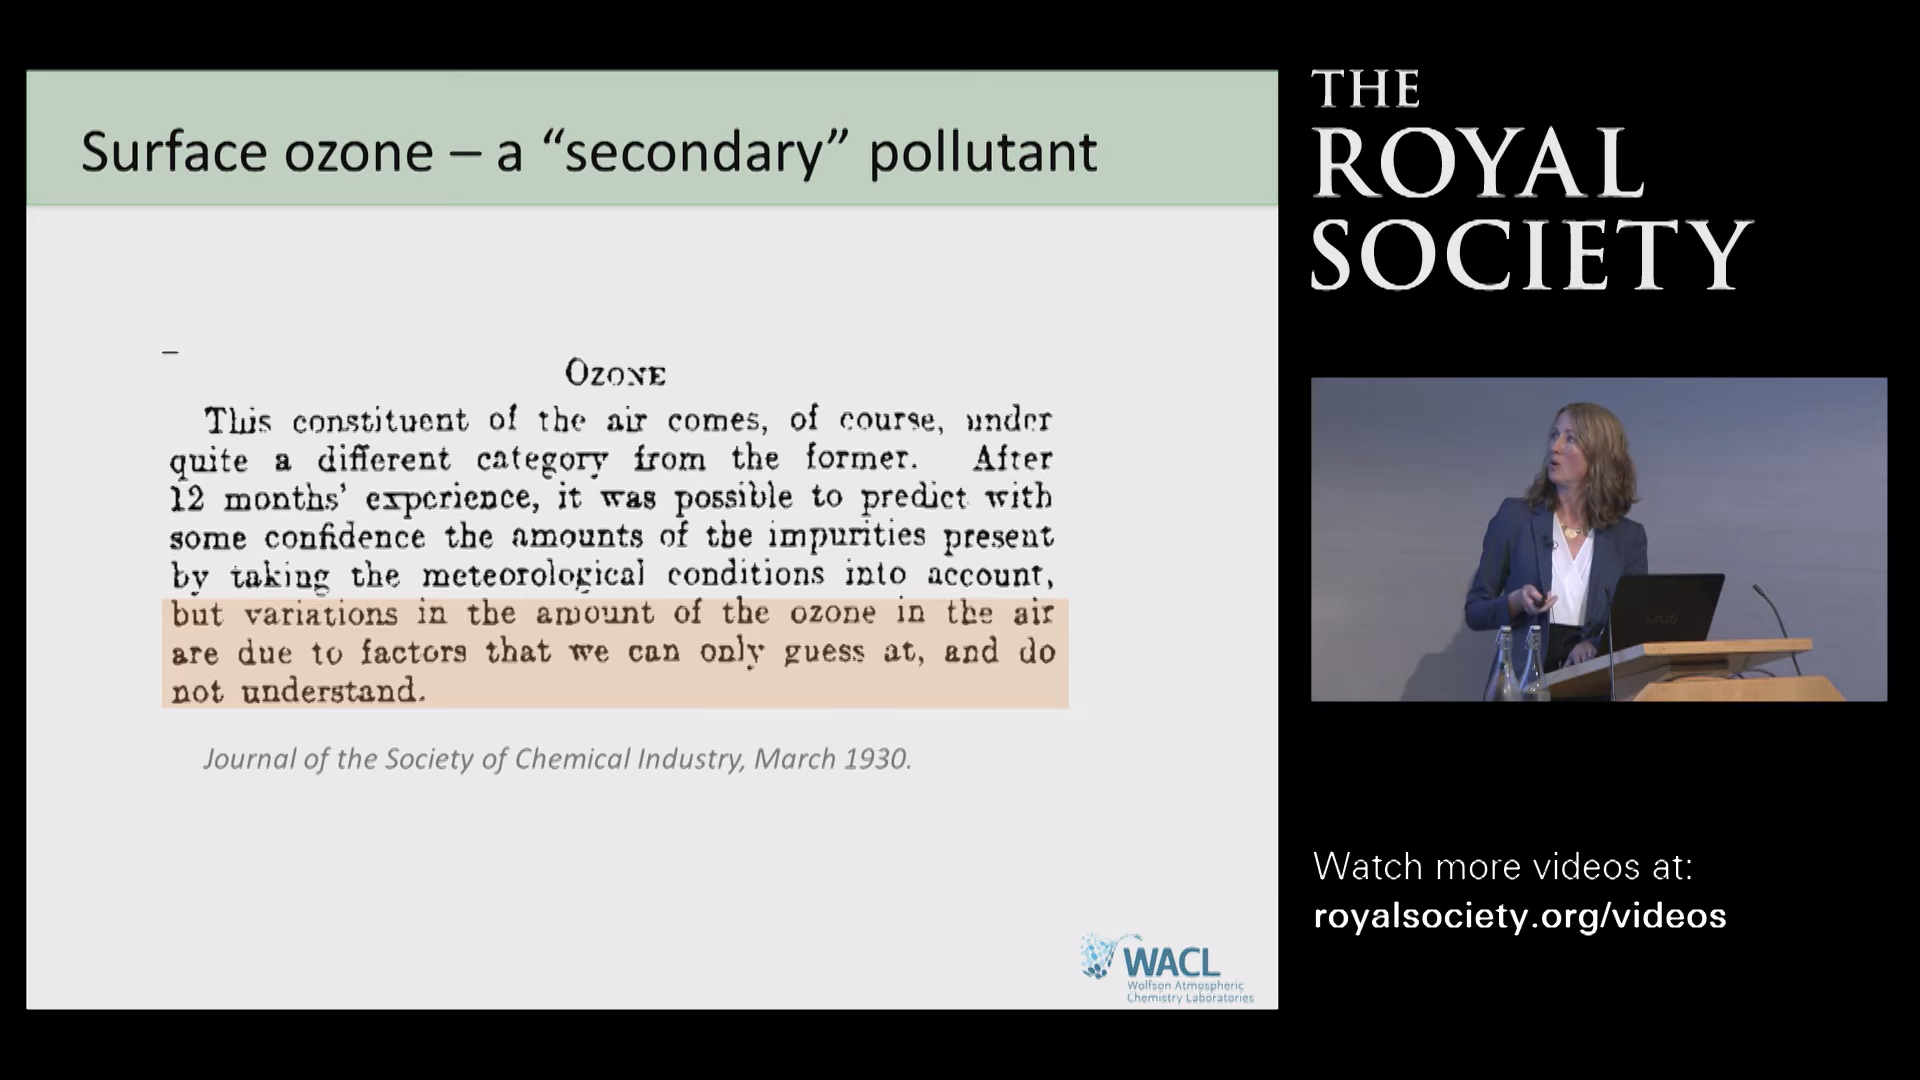 Surface ozone – a “secondary” pollutant
OZONE
This constituent of the air comes, of course, under
quite a different category from the former. After
12 months’ experience, it was possible to predict with
some confidence the amounts of the impurities present
by taking the meteorological conditions into account,
but variations in the amount of the ozone in the air
are due to factors that we can only guess at, and do
not understand.
Journal of the Society of Chemical Industry, March 1930.
WACL
Wolfson Atmospheric
Chemistry Laboratories
THE
ROYAL
SOCIETY
VAIO
Watch more videos at:
royalsociety.org/videos